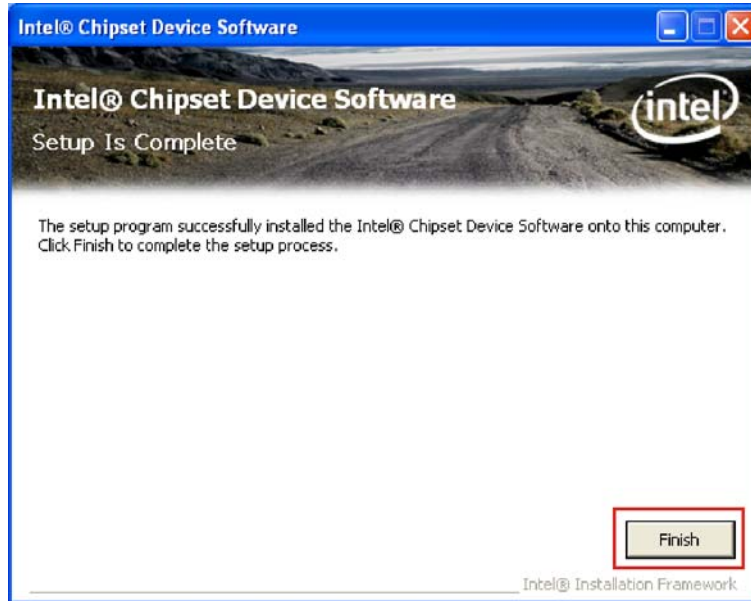 Intel® Chipset Device Software
Intel® Chipset Device Software
intel
Setup Is Complete
The setup program successfully installed the Intel® Chipset Device Software onto this computer.
Click Finish to complete the setup process.
Finish
Intel® Installation Framework